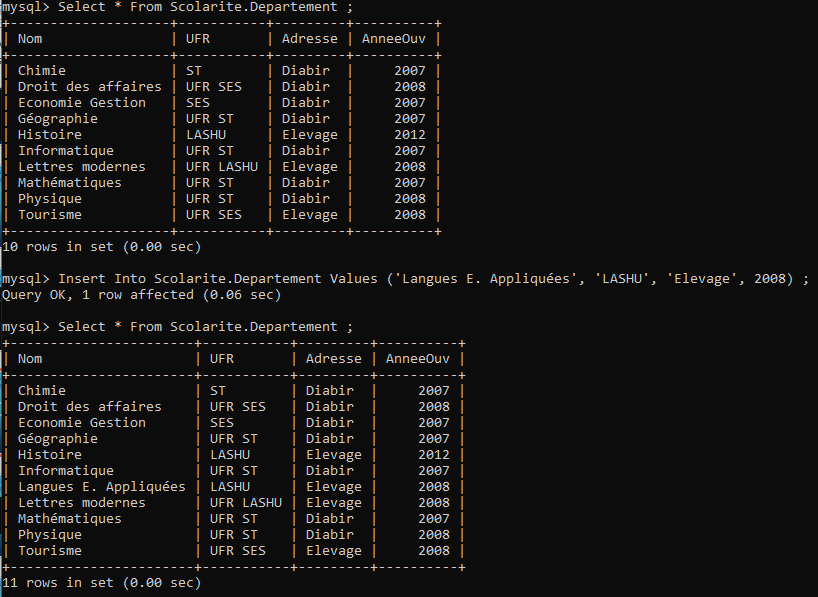 mysql> Select * From Scolarite.Departement ;
+--------------------+-----------+---------+----------+
| Nom                | UFR       | Adresse | AnneeOuv |
+--------------------+-----------+---------+----------+
| Chimie             | ST        | Diabir  |     2007 |
| Droit des affaires | UFR SES   | Diabir  |     2008 |
| Economie Gestion   | SES       | Diabir  |     2007 |
| Géographie         | UFR ST    | Diabir  |     2007 |
| Histoire           | LASHU     | Elevage |     2012 |
| Informatique       | UFR ST    | Diabir  |     2007 |
| Lettres modernes   | UFR LASHU | Elevage |     2008 |
| Mathématiques      | UFR ST    | Diabir  |     2007 |
| Physique           | UFR ST    | Diabir  |     2008 |
| Tourisme           | UFR SES   | Elevage |     2008 |
+--------------------+-----------+---------+----------+
10 rows in set (0.00 sec)
mysql> Insert Into Scolarite.Departement Values ('Langues E. Appliquées', 'LASHU', 'Elevage', 2008) ;
Query OK, 1 row affected (0.06 sec)
mysql> Select * From Scolarite.Departement ;
+-----------------------+-----------+---------+----------+
| Nom                   | UFR       | Adresse | AnneeOuv |
+-----------------------+-----------+---------+----------+
| Chimie                | ST        | Diabir  |     2007 |
| Droit des affaires    | UFR SES   | Diabir  |     2008 |
| Economie Gestion      | SES       | Diabir  |     2007 |
| Géographie            | UFR ST    | Diabir  |     2007 |
| Histoire              | LASHU     | Elevage |     2012 |
| Informatique          | UFR ST    | Diabir  |     2007 |
| Langues E. Appliquées | LASHU     | Elevage |     2008 |
| Lettres modernes      | UFR LASHU | Elevage |     2008 |
| Mathématiques         | UFR ST    | Diabir  |     2007 |
| Physique              | UFR ST    | Diabir  |     2008 |
| Tourisme              | UFR SES   | Elevage |     2008 |
+-----------------------+-----------+---------+----------+
11 rows in set (0.00 sec)